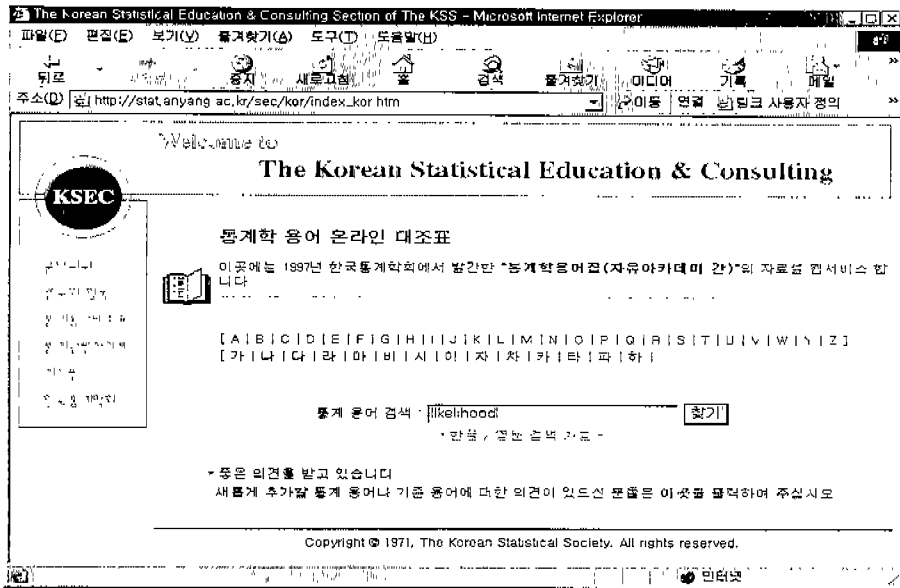 The Korean Statistical Education & Consulting Section of The KSS - Microsoft Internet Explorer
파일(F) 편집(E) 보기(V) 즐겨찾기(A) 도구(T) 도움말(H)
뒤로 중지 새로고침 홈 검색 즐겨찾기 미디어 기록 메일 »
주소(D) http://stat.anyang.ac.kr/sec/kor/index_kor.htm 이동 연결 링크 사용자 정의 »
Welcome to
The Korean Statistical Education & Consulting
KSEC
통계학 용어 온라인 대조표
이곳에는 1997년 한국통계학회에서 발간한 "통계학용어집(자유아카데미 간)"의 자료를 웹서비스 합
니다
[ A | B | C | D | E | F | G | H | I | J | K | L | M | N | O | P | Q | R | S | T | U | V | W | Y | Z ]
[ 가 | 나 | 다 | 라 | 마 | 바 | 사 | 아 | 자 | 차 | 카 | 타 | 파 | 하 ]
통계 용어 검색 : likelihood 찾기
* 한글 / 영문 검색 가능 *
좋은 의견을 받고 있습니다
새롭게 추가할 통계 용어나 기존 용어에 대한 의견이 있으신 분들은 이곳을 클릭하여 주십시오
Copyright © 1971, The Korean Statistical Society. All rights reserved.
인터넷